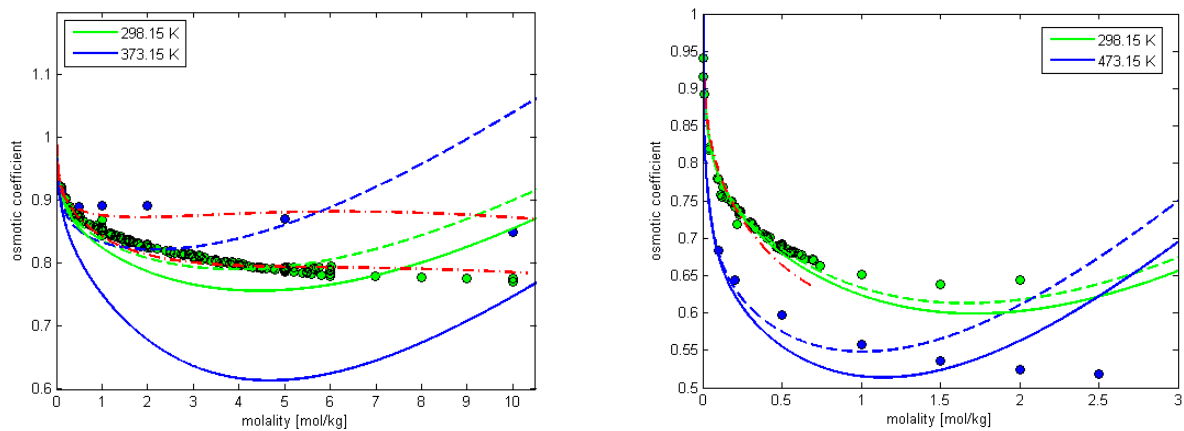 298.15 K
373.15 K
1.1
1
0.9
0.8
0.7
0.6
osmotic coefficient
0 1 2 3 4 5 6 7 8 9 10
molality [mol/kg]
298.15 K
473.15 K
1
0.95
0.9
0.85
0.8
0.75
0.7
0.65
0.6
0.55
0.5
osmotic coefficient
0 0.5 1 1.5 2 2.5 3
molality [mol/kg]